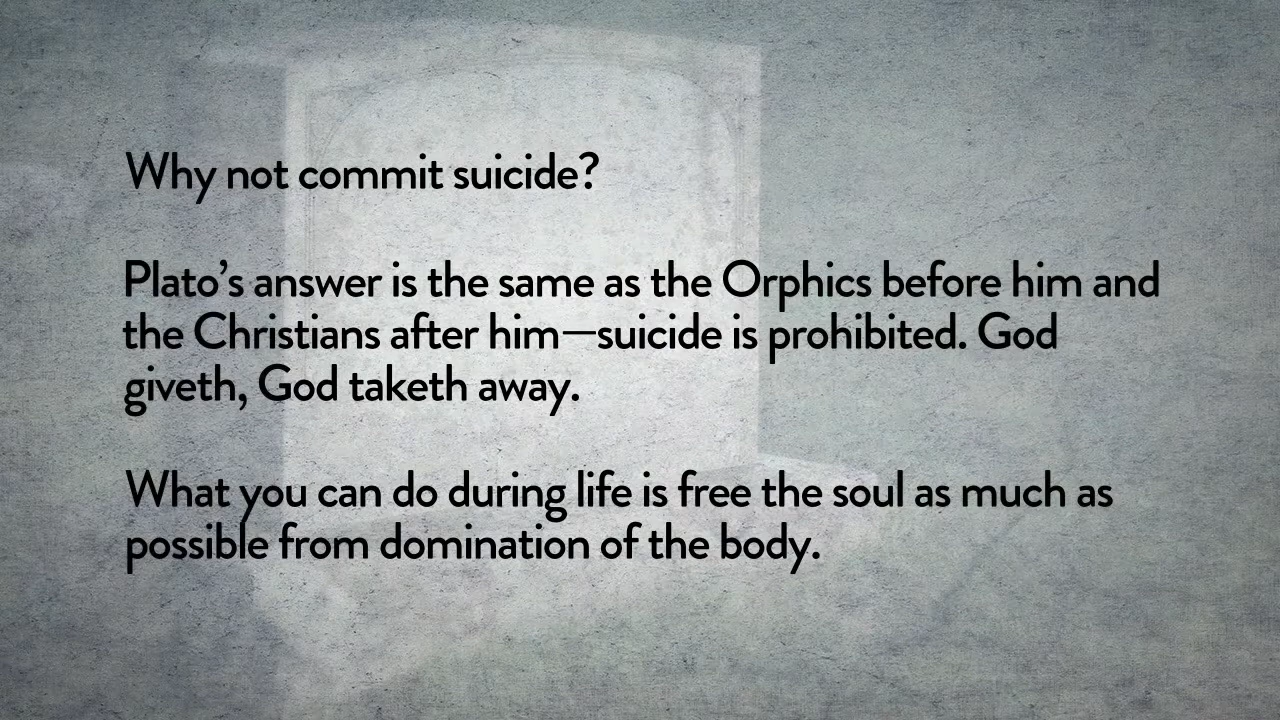 Why not commit suicide?
Plato’s answer is the same as the Orphics before him and
the Christians after him—suicide is prohibited. God
giveth, God taketh away.
What you can do during life is free the soul as much as
possible from domination of the body.